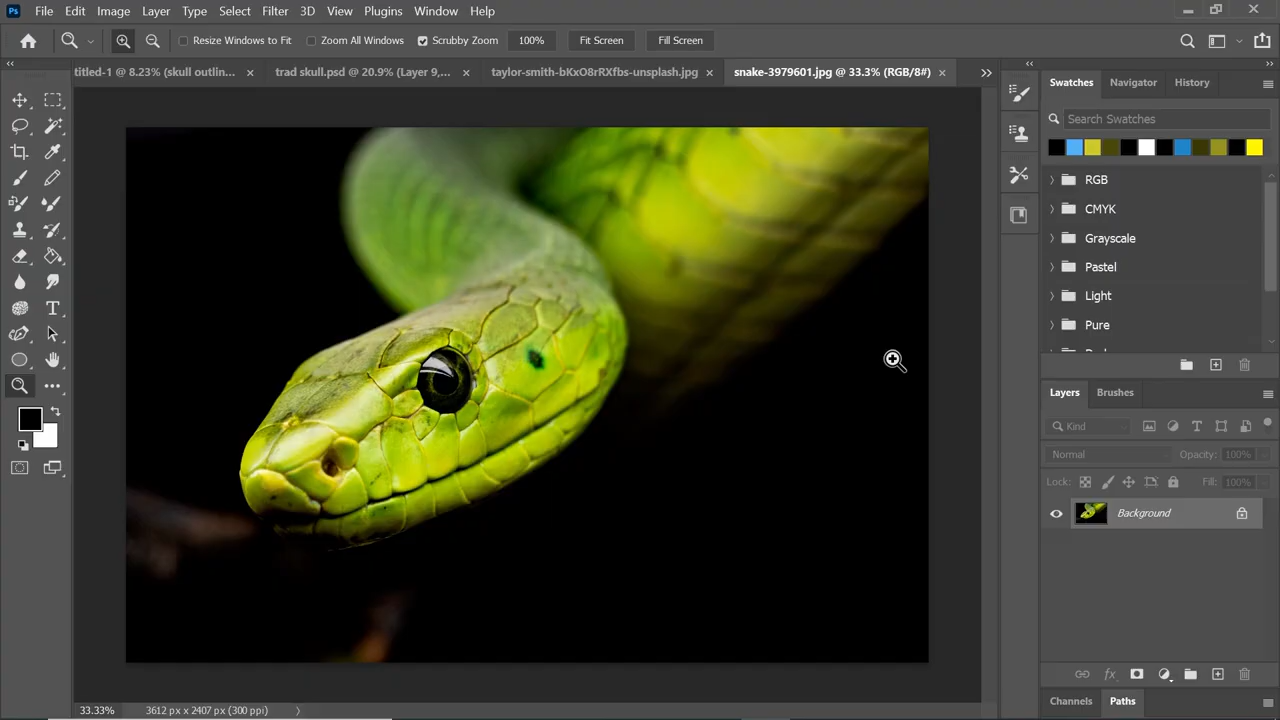 Ps File Edit Image Layer Type Select Filter 3D View Plugins Window Help
Resize Windows to Fit Zoom All Windows Scrubby Zoom 100% Fit Screen Fill Screen
titled-1 @ 8.23% (skull outlin... × trad skull.psd @ 20.9% (Layer 9,... × taylor-smith-bKxO8rRXfbs-unsplash.jpg × snake-3979601.jpg @ 33.3% (RGB/8#) ×
Swatches Navigator History
Search Swatches
RGB
CMYK
Grayscale
Pastel
Light
Pure
Layers Brushes
Kind
Normal Opacity: 100%
Lock: Fill: 100%
Background
Channels Paths
33.33% 3612 px x 2407 px (300 ppi)